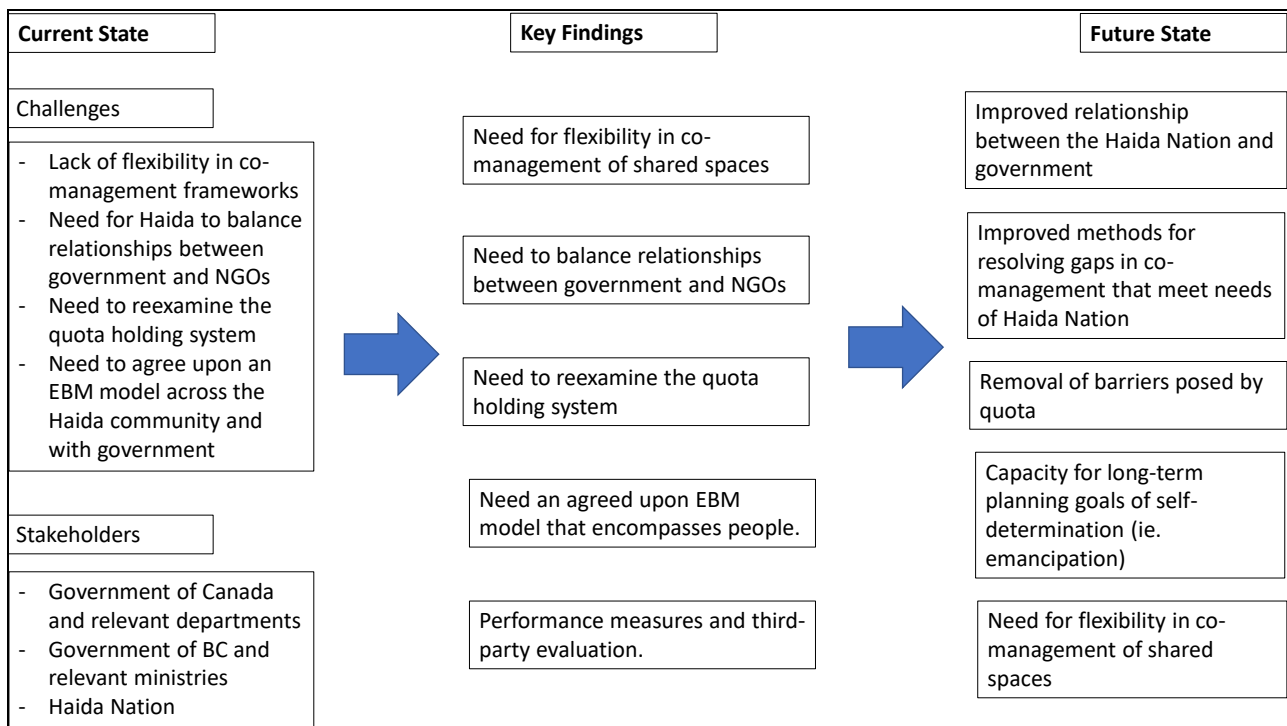 Current State
Challenges
- Lack of flexibility in co-
management frameworks
- Need for Haida to balance
relationships between
government and NGOs
- Need to reexamine the
quota holding system
- Need to agree upon an
EBM model across the
Haida community and
with government
Stakeholders
- Government of Canada
and relevant departments
- Government of BC and
relevant ministries
- Haida Nation
Key Findings
Need for flexibility in co-
management of shared spaces
Need to balance relationships
between government and NGOs
Need to reexamine the quota
holding system
Need an agreed upon EBM
model that encompasses people.
Performance measures and third-
party evaluation.
Future State
Improved relationship
between the Haida Nation and
government
Improved methods for
resolving gaps in co-
management that meet needs
of Haida Nation
Removal of barriers posed by
quota
Capacity for long-term
planning goals of self-
determination (ie.
emancipation)
Need for flexibility in co-
management of shared
spaces